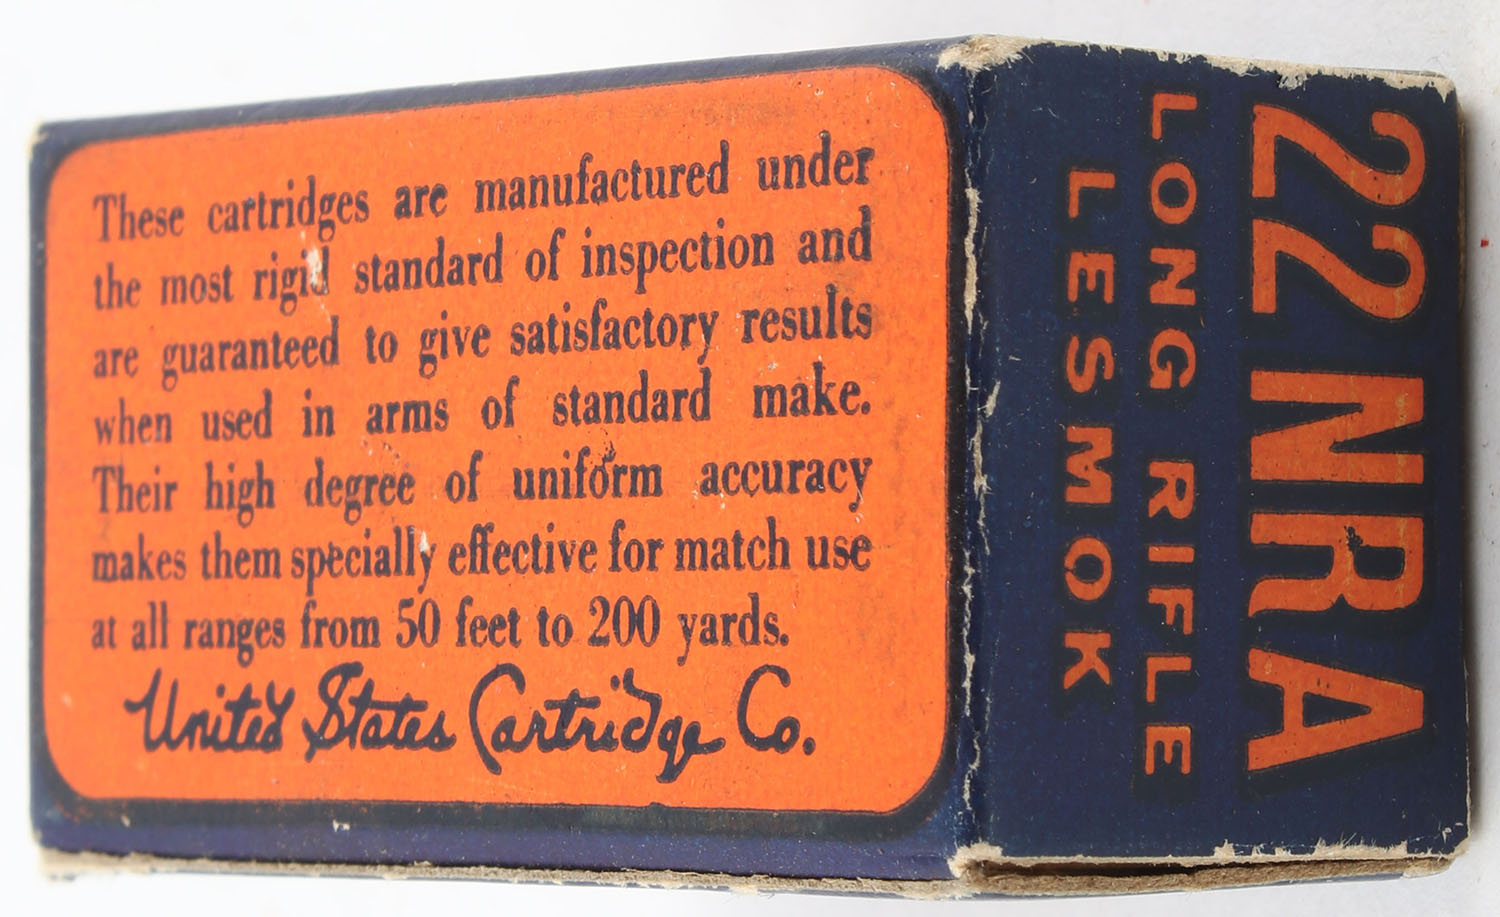 These cartridges are manufactured under
the most rigid standard of inspection and
are guaranteed to give satisfactory results
when used in arms of standard make.
Their high degree of uniform accuracy
makes them specially effective for match use
at all ranges from 50 feet to 200 yards.
United States Cartridge Co.
22 NRA
LONG RIFLE
LESMOK